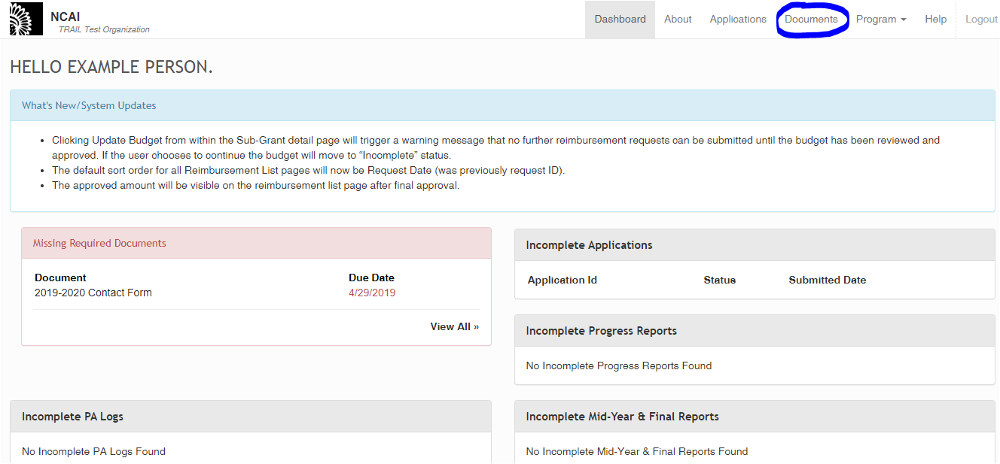 NCAI
TRAIL Test Organization
Dashboard About Applications Documents Program Help Logout
HELLO EXAMPLE PERSON.
What's New/System Updates
• Clicking Update Budget from within the Sub-Grant detail page will trigger a warning message that no further reimbursement requests can be submitted until the budget has been reviewed and
approved. If the user chooses to continue the budget will move to “Incomplete” status.
• The default sort order for all Reimbursement List pages will now be Request Date (was previously request ID).
• The approved amount will be visible on the reimbursement list page after final approval.
Missing Required Documents
Document Due Date
2019-2020 Contact Form 4/29/2019
View All »
Incomplete Applications
Application Id Status Submitted Date
Incomplete Progress Reports
No Incomplete Progress Reports Found
Incomplete PA Logs
No Incomplete PA Logs Found
Incomplete Mid-Year & Final Reports
No Incomplete Mid-Year & Final Reports Found